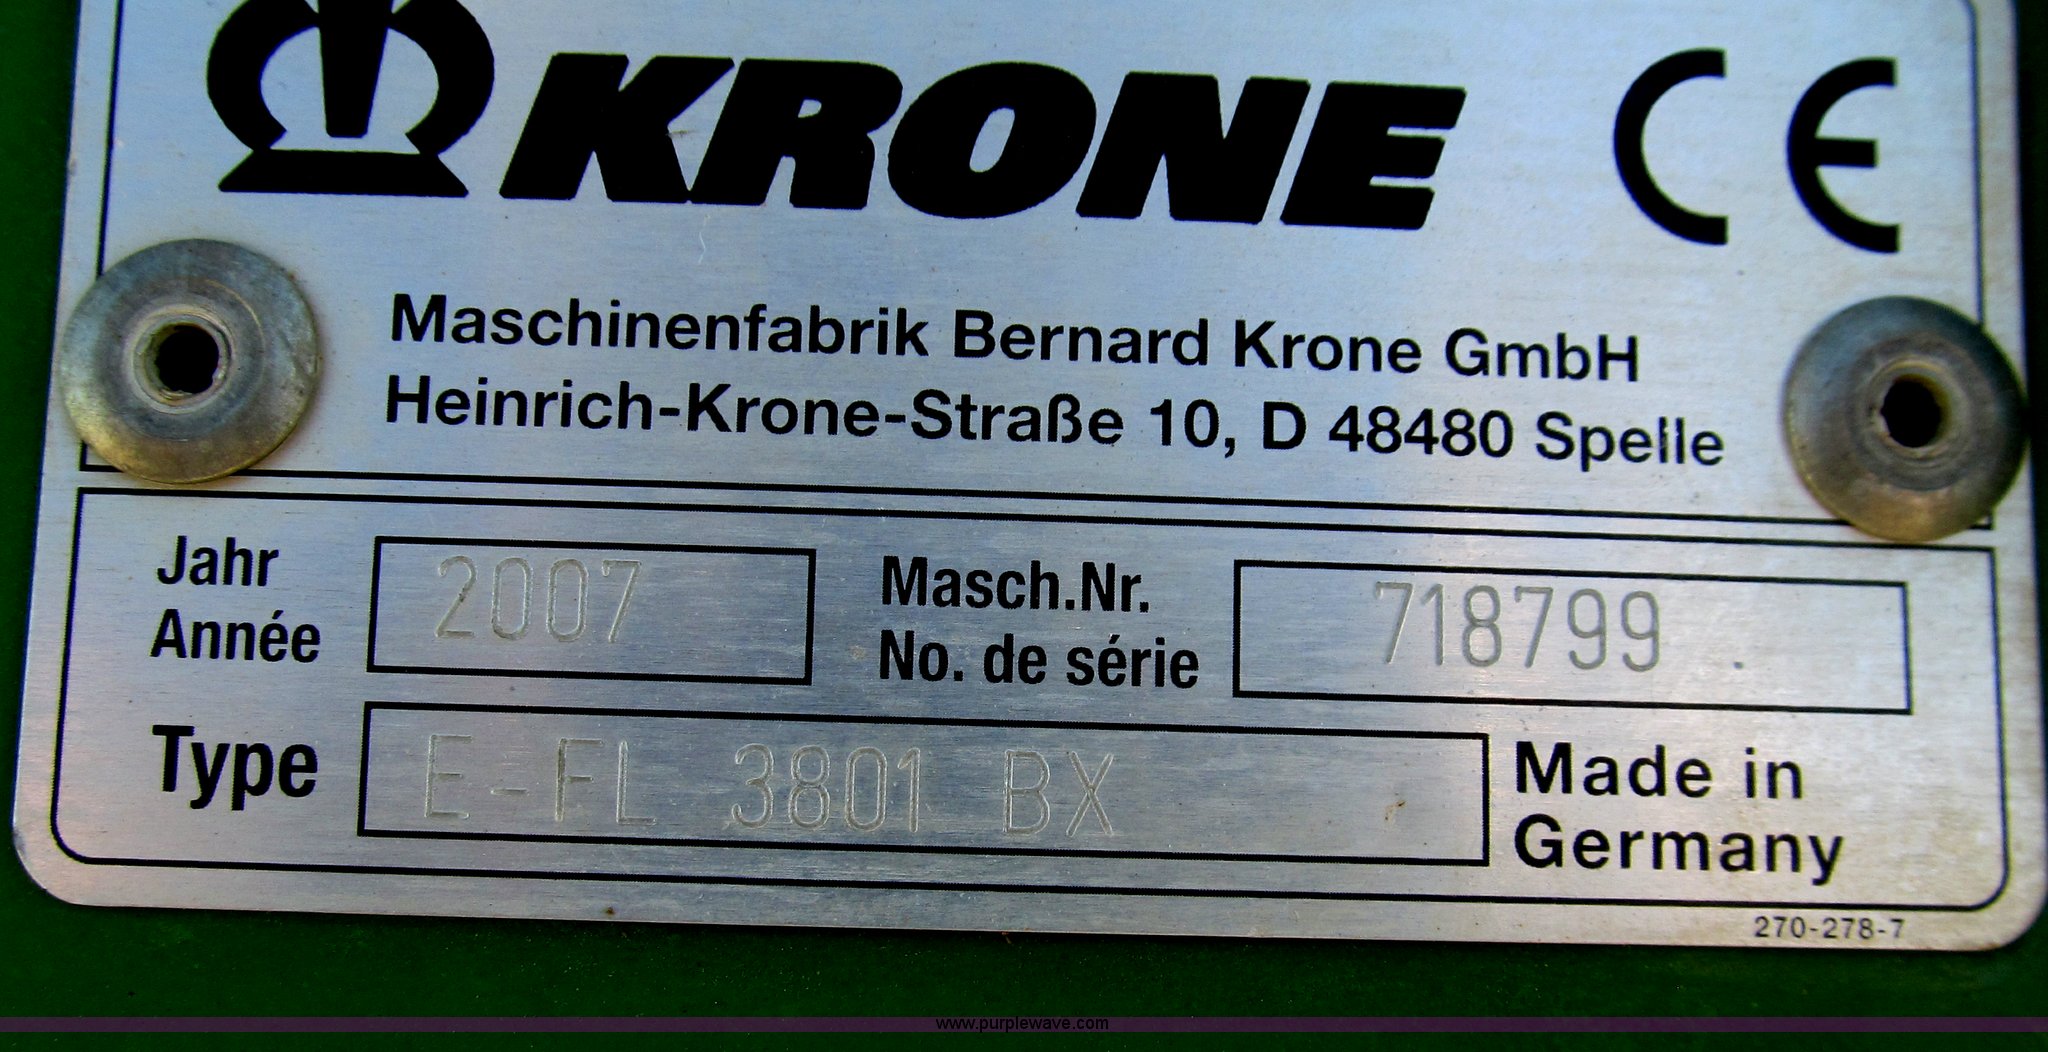 KRONE CE
Maschinenfabrik Bernard Krone GmbH
Heinrich-Krone-Straße 10, D 48480 Spelle
Jahr
Année
2007
Masch.Nr.
No. de série
718799
Type
E-FL 3801 BX
Made in
Germany
270-278-7
www.purplewave.com